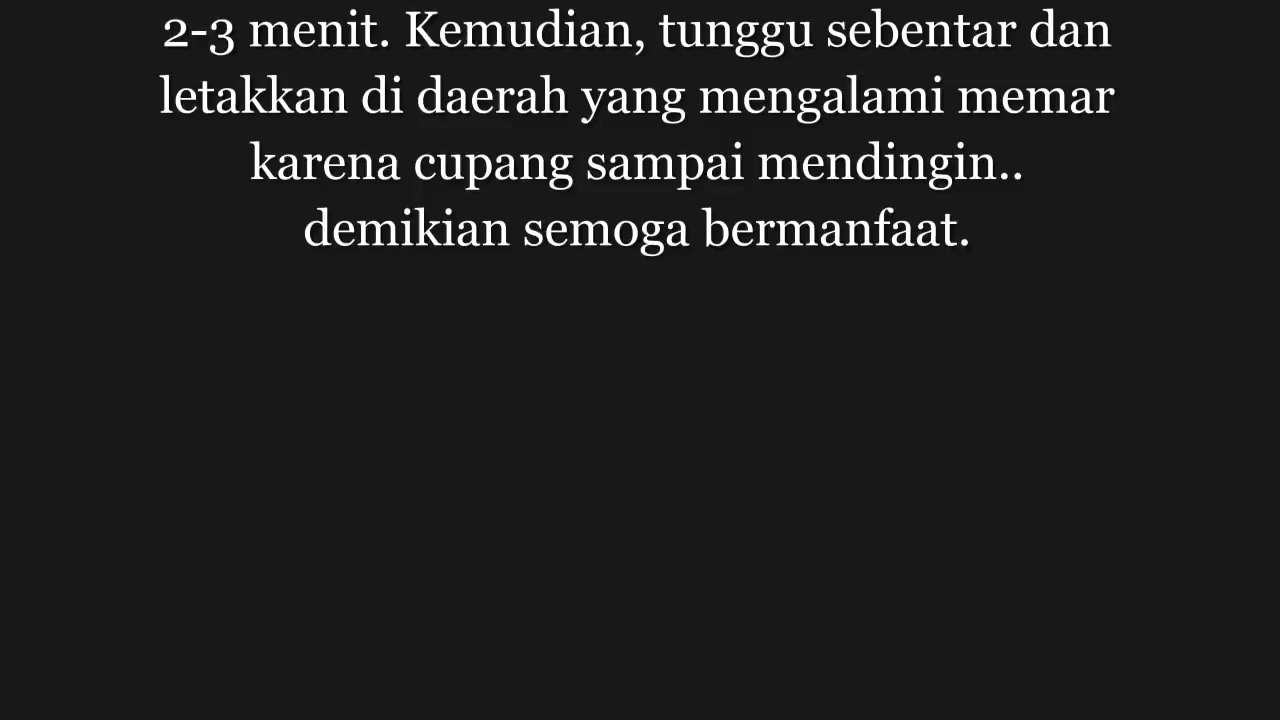 2-3 menit. Kemudian, tunggu sebentar dan
letakkan di daerah yang mengalami memar
karena cupang sampai mendingin..
demikian semoga bermanfaat.